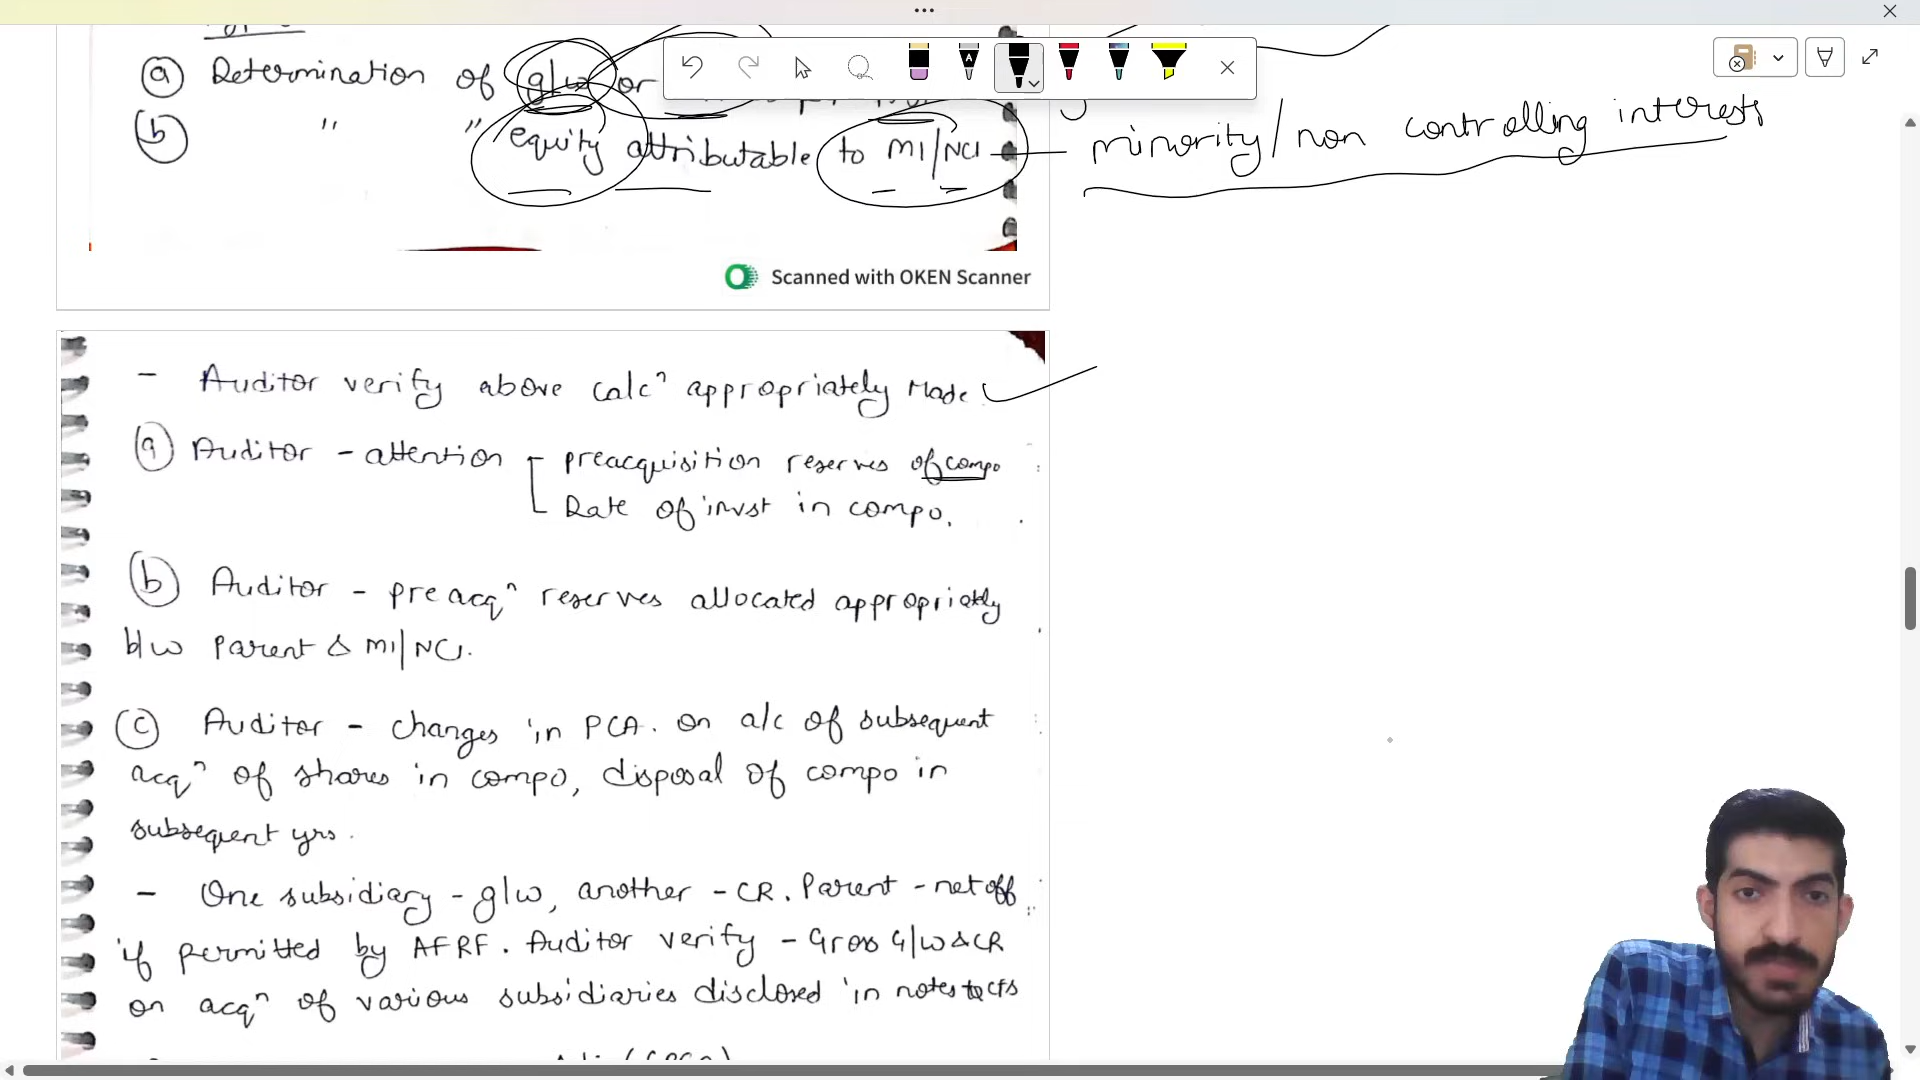 (a) Determination of g/w or
(b) " " equity attributable to MI/NCI minority/non controlling interests
Scanned with OKEN Scanner
- Auditor verify above calcⁿ appropriately Made.
(a) Auditor - attention preacquisition reserves of compo
Date of invst in compo.
(b) Auditor - preacqⁿ reserves allocated appropriately
b/w Parent & MI/NCI.
(c) Auditor - changes in PCA. on a/c of subsequent
acqⁿ of shares in compo, disposal of compo in
subsequent yrs.
- One subsidiary - g/w, another - CR. Parent - net off
if permitted by AFRF. Auditor verify - Gross G/w & CR
on acqⁿ of various subsidiaries disclosed in notes to CFS